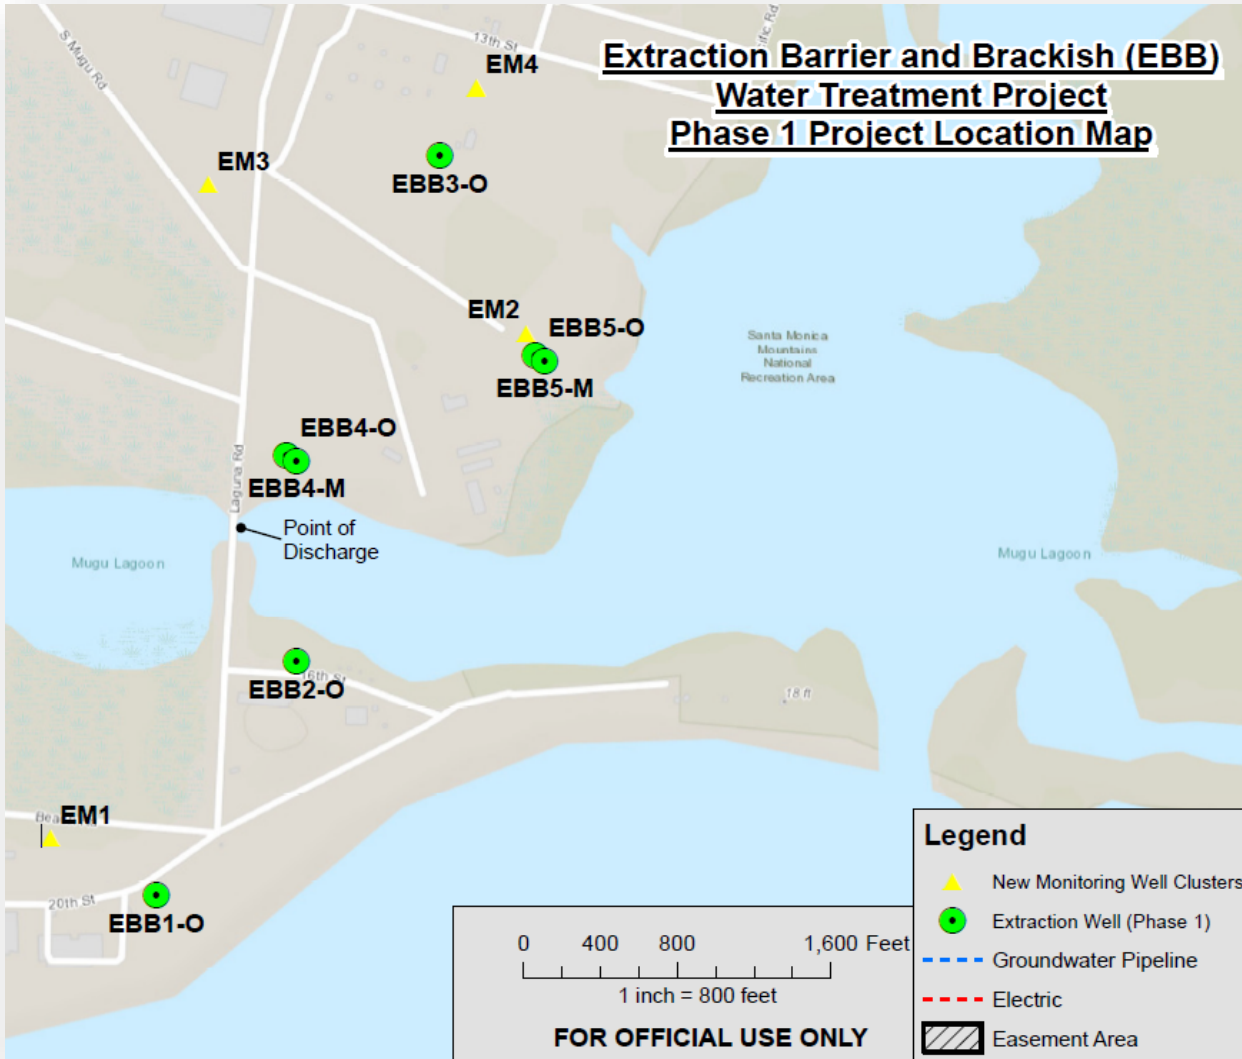 S Mugu Rd
13th St
Extraction Barrier and Brackish (EBB)
Water Treatment Project
Phase 1 Project Location Map
EM4
EM3
EBB3-O
EM2
EBB5-O
EBB5-M
Santa Monica
Mountains
National
Recreation Area
EBB4-O
EBB4-M
Laguna Rd
Point of
Discharge
Mugu Lagoon
Mugu Lagoon
16th St
EBB2-O
18 ft
EM1
20th St
EBB1-O
0 400 800 1,600 Feet
1 inch = 800 feet
FOR OFFICIAL USE ONLY
Legend
New Monitoring Well Clusters
Extraction Well (Phase 1)
Groundwater Pipeline
Electric
Easement Area